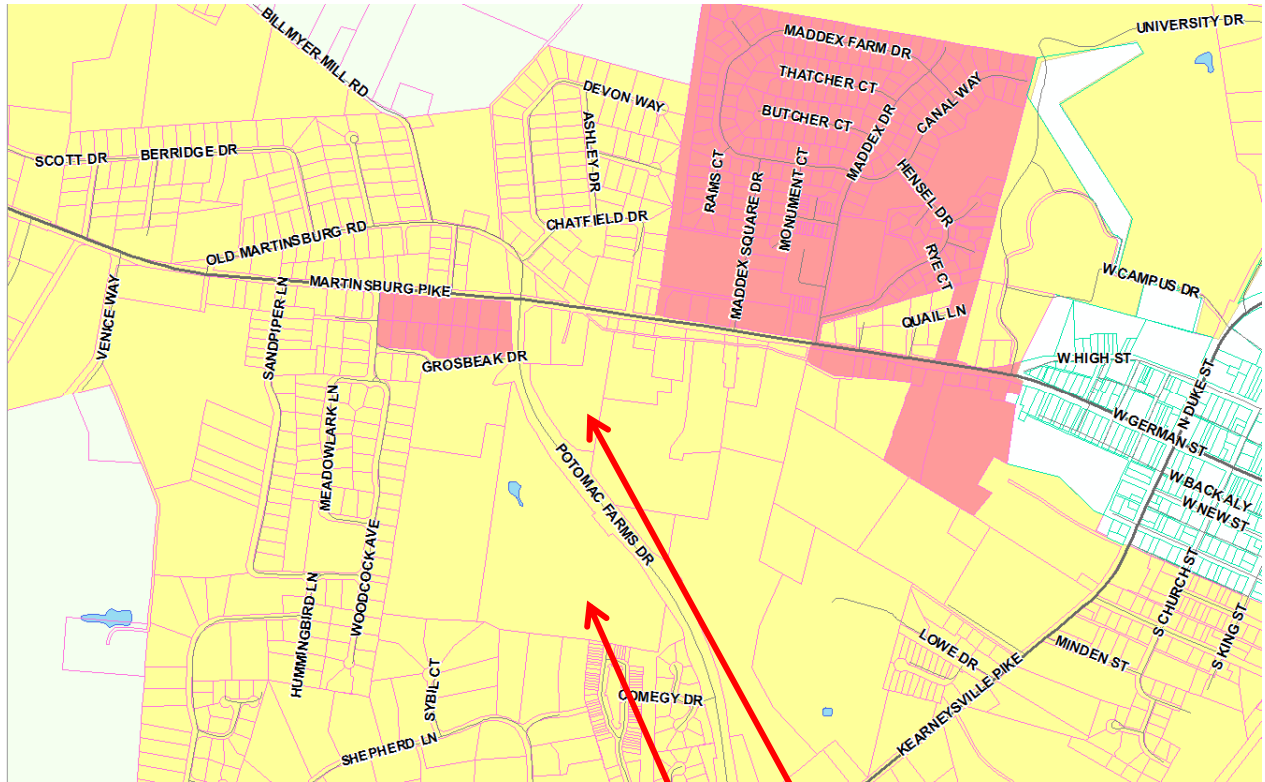 BILLMYER MILL RD
UNIVERSITY DR
MADDEX FARM DR
THATCHER CT
DEVON WAY
CANAL WAY
BUTCHER CT
ASHLEY DR
MADDEX DR
SCOTT DR
BERRIDGE DR
RAMS CT
MONUMENT CT
HENSEL DR
MADDEX SQUARE DR
CHATFIELD DR
OLD MARTINSBURG RD
RYE CT
W CAMPUS DR
MARTINSBURG PIKE
VENICE WAY
SANDPIPER LN
QUAIL LN
GROSBEAK DR
W HIGH ST
N DUKE ST
W GERMAN ST
MEADOWLARK LN
POTOMAC FARMS DR
W BACK ALY
W NEW ST
WOODCOCK AVE
HUMMINGBIRD LN
S CHURCH ST
S KING ST
LOWE DR
MINDEN ST
SYBIL CT
COMEGY DR
KEARNEYSVILLE PIKE
SHEPHERD LN